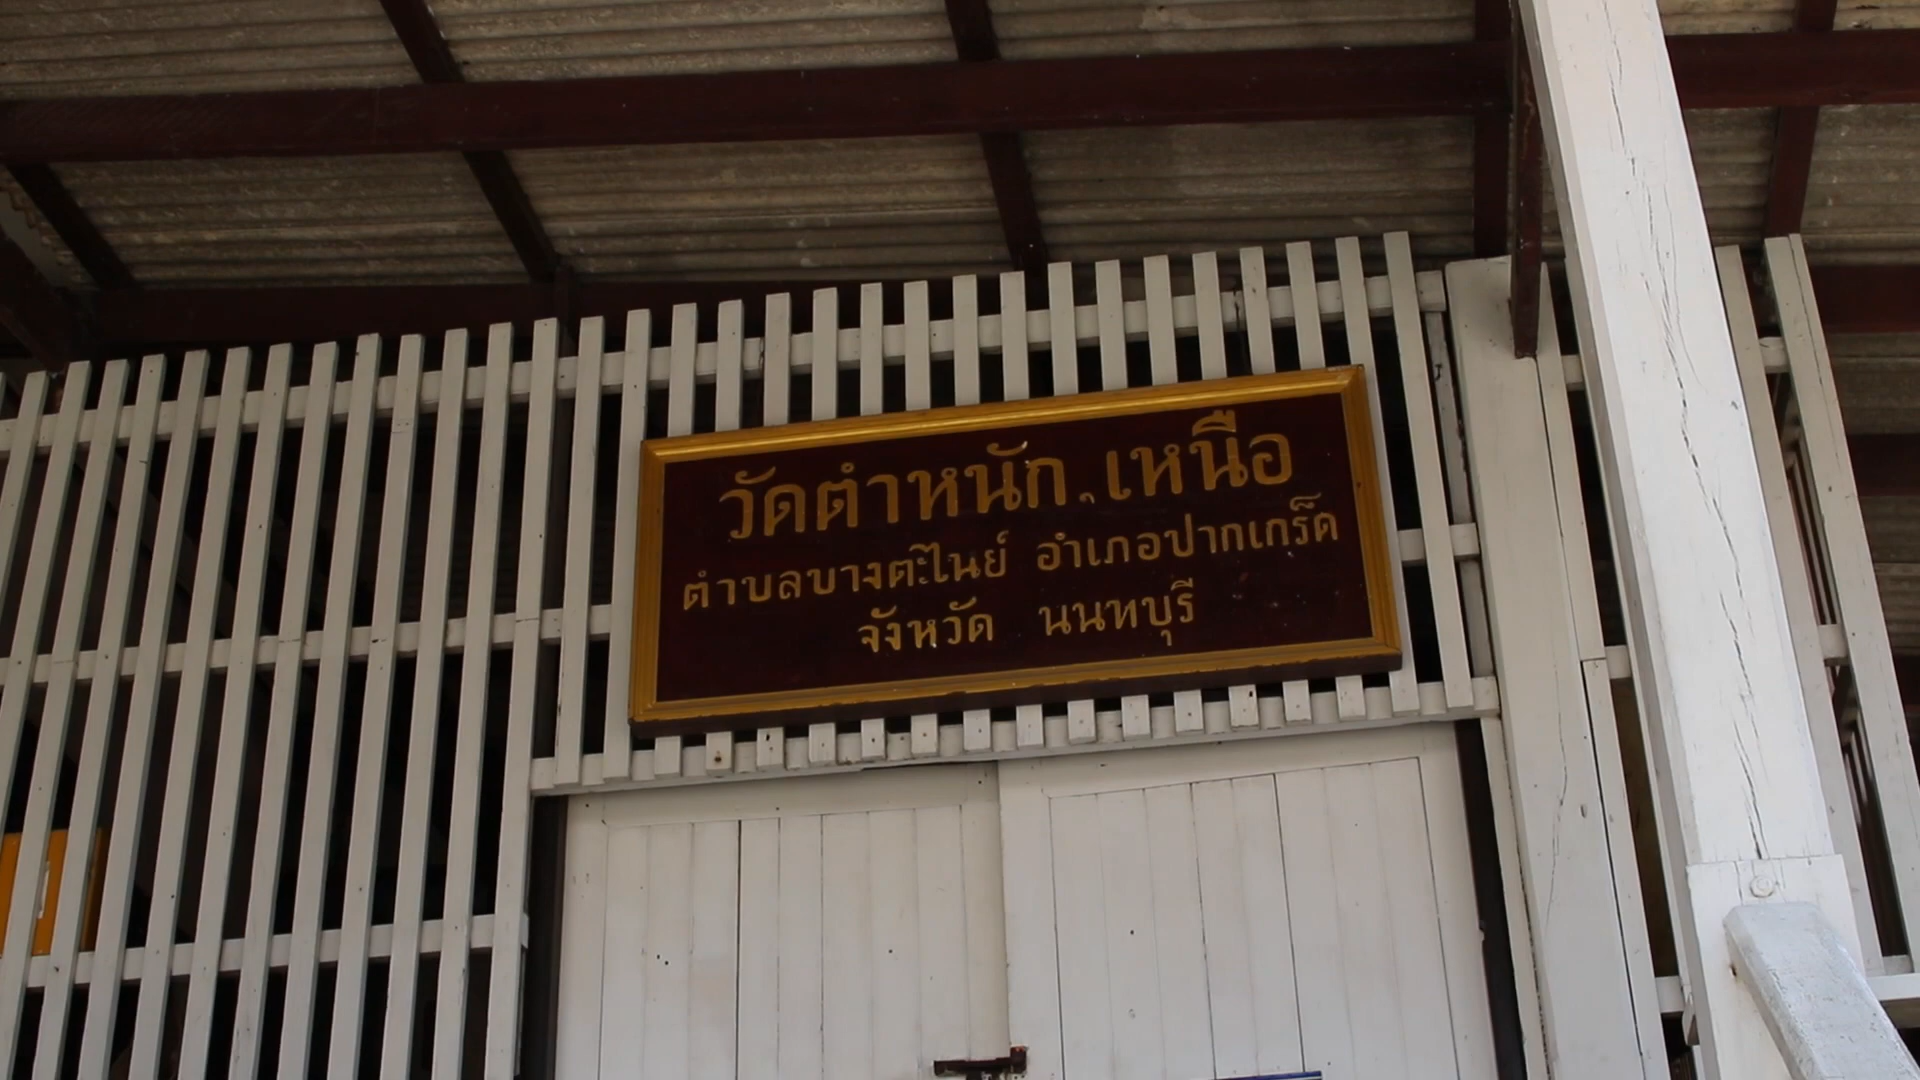 วัดตำหนัก เหนือ
ตำบลบางตะไนย์ อำเภอปากเกร็ด
จังหวัด นนทบุรี